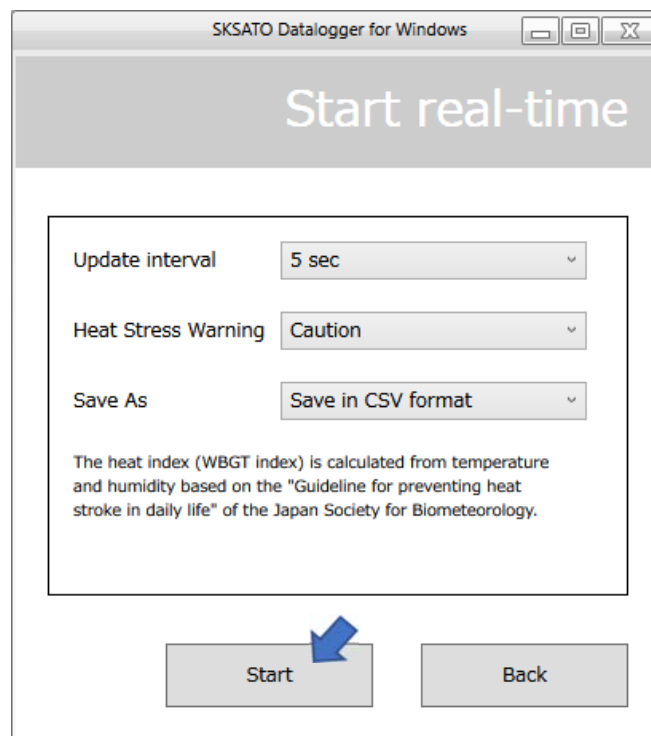 SKSATO Datalogger for Windows
Start real-time
Update interval 5 sec
Heat Stress Warning Caution
Save As Save in CSV format
The heat index (WBGT index) is calculated from temperature
and humidity based on the "Guideline for preventing heat
stroke in daily life" of the Japan Society for Biometeorology.
Start Back